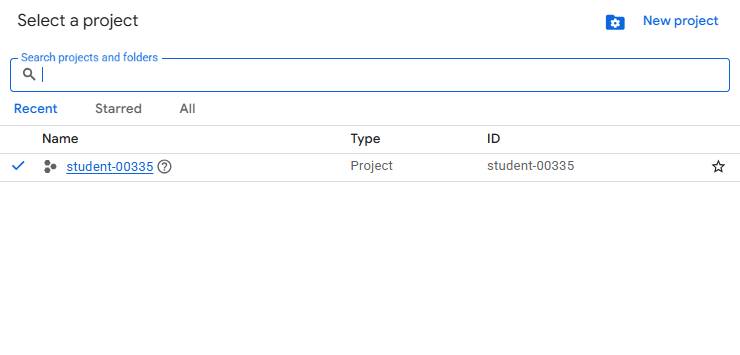 Select a project
New project
Search projects and folders
Recent Starred All
Name Type ID
student-00335 Project student-00335